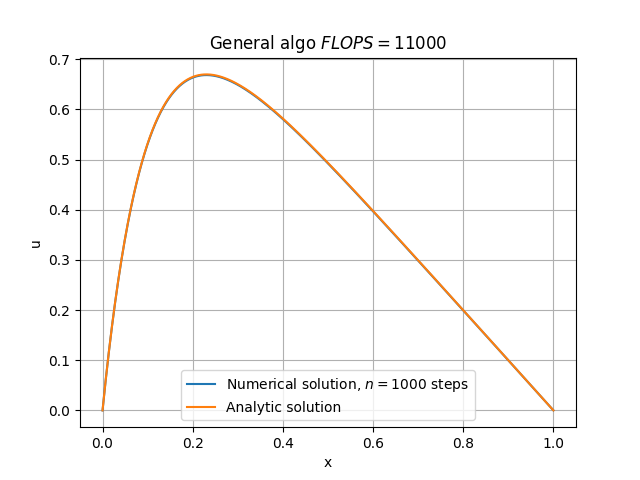 General algo FLOPS = 11000
u
0.7
0.6
0.5
0.4
0.3
0.2
0.1
0.0
Numerical solution, n = 1000 steps
Analytic solution
0.0 0.2 0.4 0.6 0.8 1.0
x